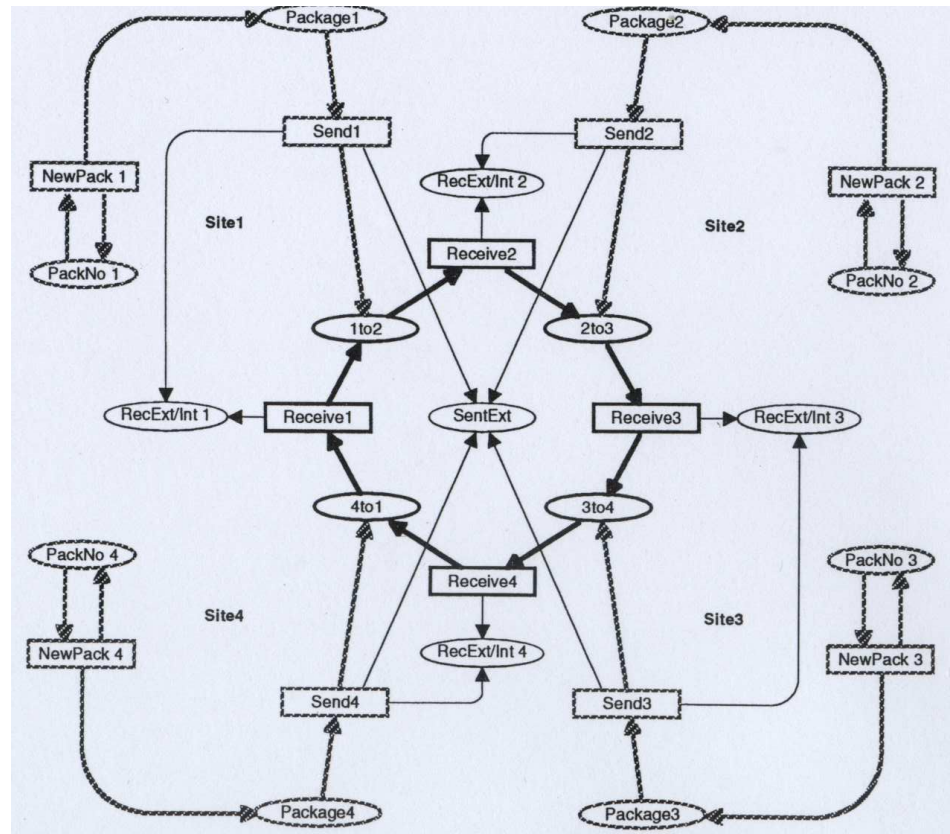 Package1
Package2
Send1
Send2
NewPack 1
RecExt/Int 2
NewPack 2
Site1
Site2
Receive2
PackNo 1
PackNo 2
1to2
2to3
RecExt/Int 1
Receive1
SentExt
Receive3
RecExt/Int 3
4to1
3to4
PackNo 4
PackNo 3
Receive4
Site4
Site3
NewPack 4
RecExt/Int 4
NewPack 3
Send4
Send3
Package4
Package3